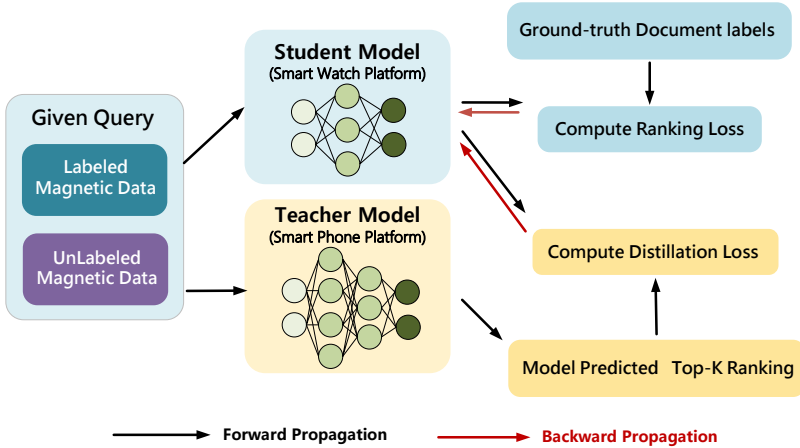 Given Query
Labeled
Magnetic Data
UnLabeled
Magnetic Data
Student Model
(Smart Watch Platform)
Teacher Model
(Smart Phone Platform)
Ground-truth Document labels
Compute Ranking Loss
Compute Distillation Loss
Model Predicted Top-K Ranking
Forward Propagation
Backward Propagation